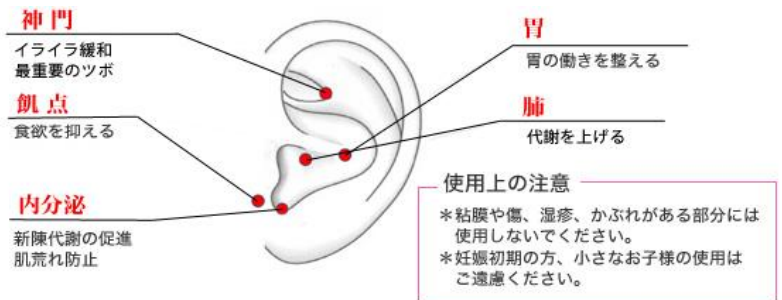 神門
イライラ緩和
最重要のツボ
飢点
食欲を抑える
内分泌
新陳代謝の促進
肌荒れ防止
胃
胃の働きを整える
肺
代謝を上げる
使用上の注意
＊粘膜や傷、湿疹、かぶれがある部分には
使用しないでください。
＊妊娠初期の方、小さなお子様の使用は
ご遠慮ください。